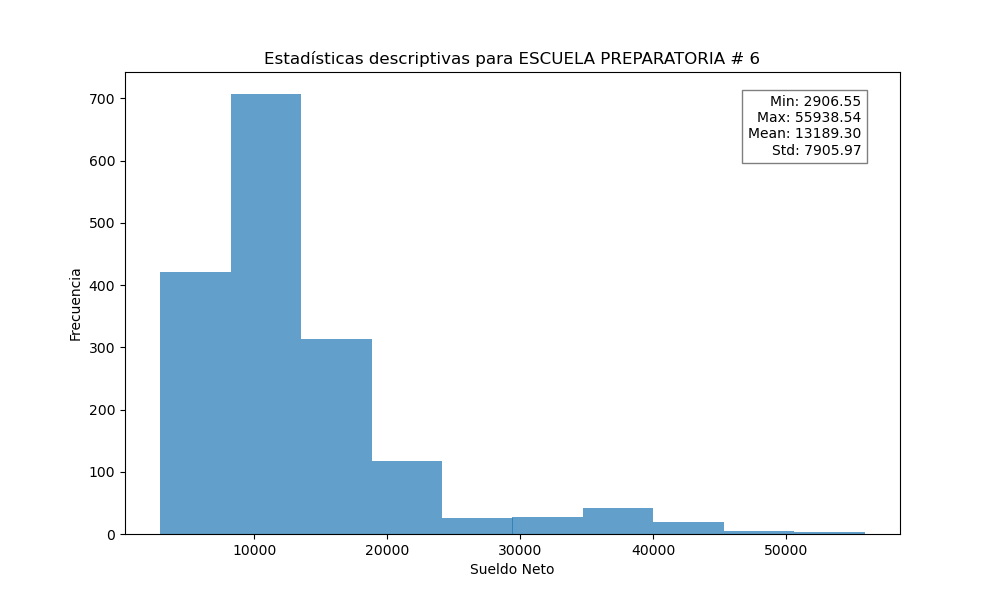 Estadísticas descriptivas para ESCUELA PREPARATORIA # 6
Min: 2906.55
Max: 55938.54
Mean: 13189.30
Std: 7905.97
700
600
500
400
300
200
100
0
Frecuencia
10000
20000
30000
40000
50000
Sueldo Neto